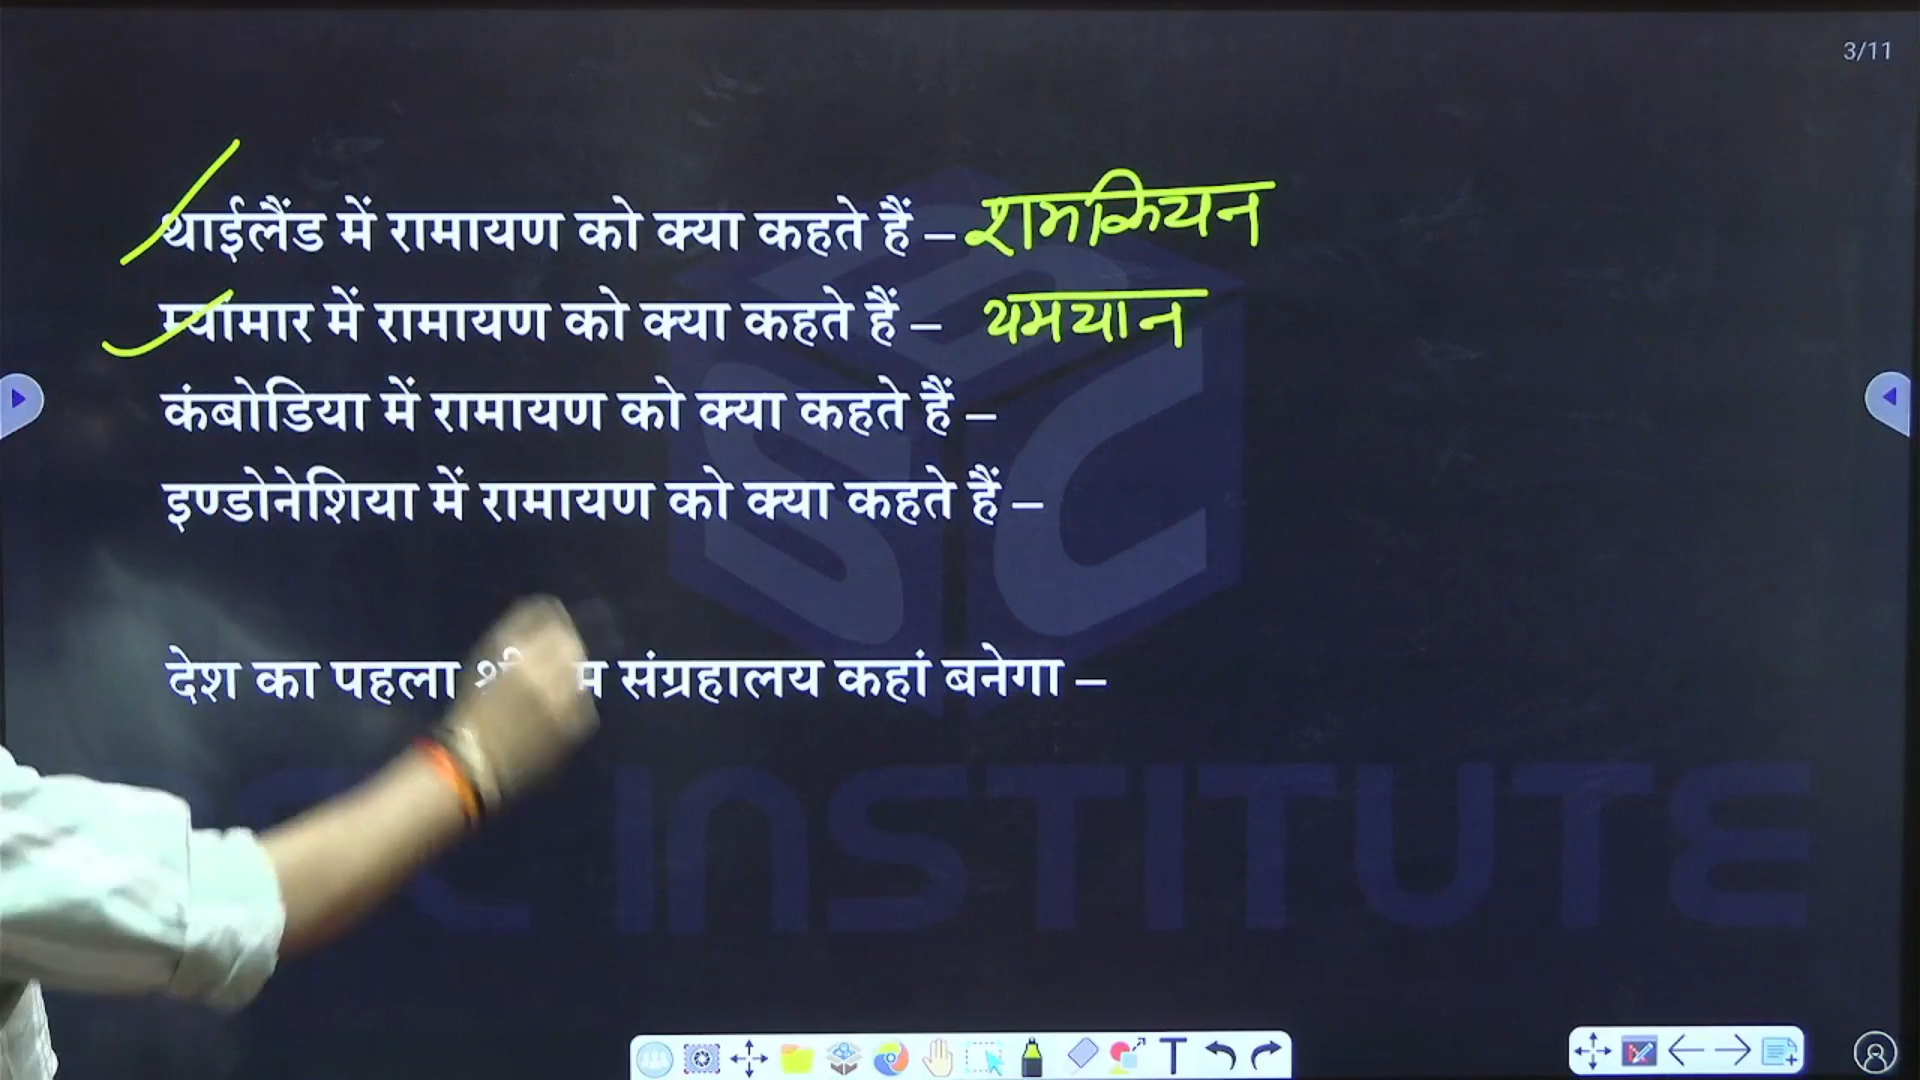 3/11
थाईलैंड में रामायण को क्या कहते हैं – रामकियन
म्यांमार में रामायण को क्या कहते हैं – यमयान
कंबोडिया में रामायण को क्या कहते हैं –
इण्डोनेशिया में रामायण को क्या कहते हैं –
देश का पहला संग्रहालय कहां बनेगा –
SSC
INSTITUTE